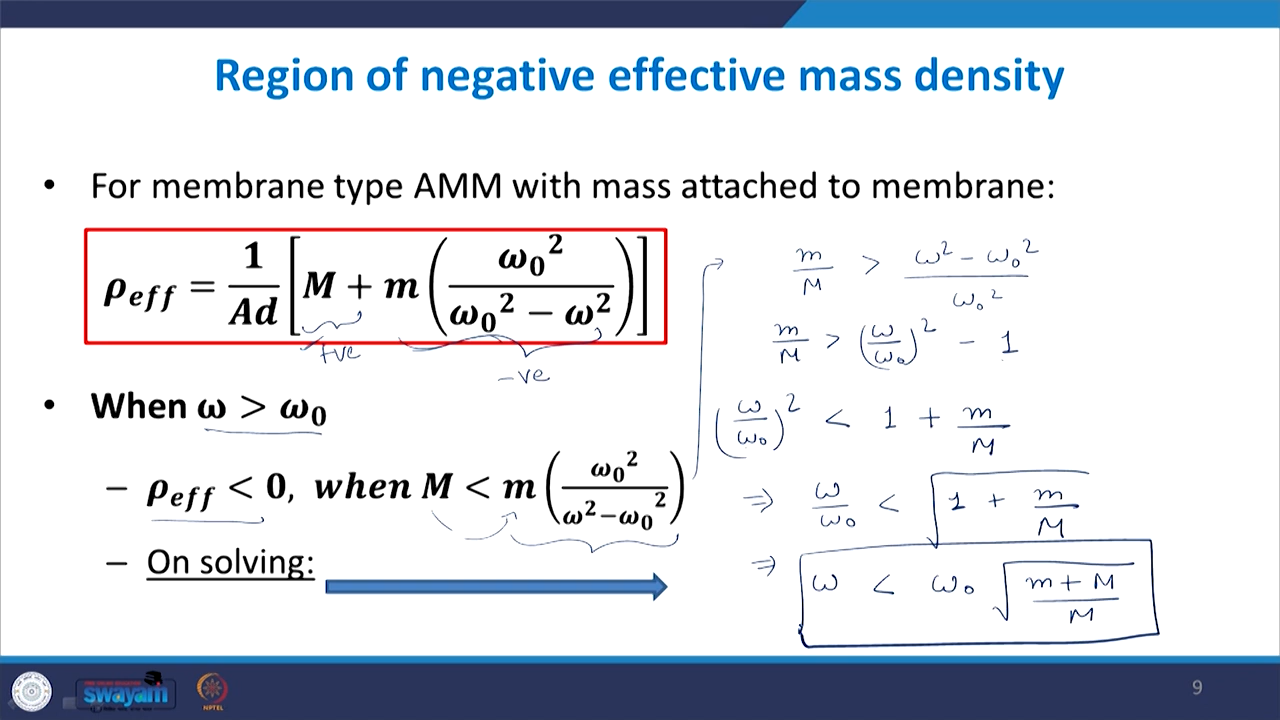 Region of negative effective mass density
• For membrane type AMM with mass attached to membrane:
ρ_eff = 1/(Ad) [M + m (ω₀² / (ω₀² − ω²))]
+ve
−ve
• When ω > ω₀
– ρ_eff < 0, when M < m (ω₀² / (ω² − ω₀²))
– On solving:
m/M > (ω² − ω₀²)/ω₀²
m/M > (ω/ω₀)² − 1
(ω/ω₀)² < 1 + m/M
⇒ ω/ω₀ < √(1 + m/M)
⇒ ω < ω₀ √((m + M)/M)
swayam
NPTEL
9